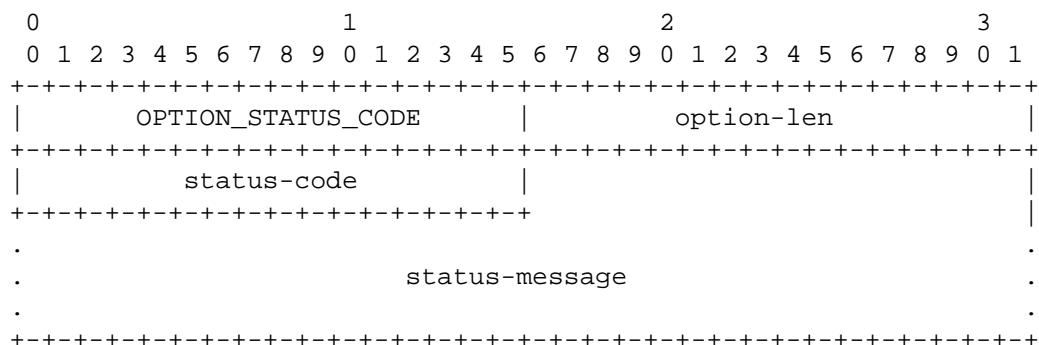 0                   1                   2                   3
 0 1 2 3 4 5 6 7 8 9 0 1 2 3 4 5 6 7 8 9 0 1 2 3 4 5 6 7 8 9 0 1
+-+-+-+-+-+-+-+-+-+-+-+-+-+-+-+-+-+-+-+-+-+-+-+-+-+-+-+-+-+-+-+-+
|       OPTION_STATUS_CODE      |         option-len            |
+-+-+-+-+-+-+-+-+-+-+-+-+-+-+-+-+-+-+-+-+-+-+-+-+-+-+-+-+-+-+-+-+
|          status-code          |                               |
+-+-+-+-+-+-+-+-+-+-+-+-+-+-+-+-+                               |
.                                                               .
.                        status-message                         .
.                                                               .
+-+-+-+-+-+-+-+-+-+-+-+-+-+-+-+-+-+-+-+-+-+-+-+-+-+-+-+-+-+-+-+-+